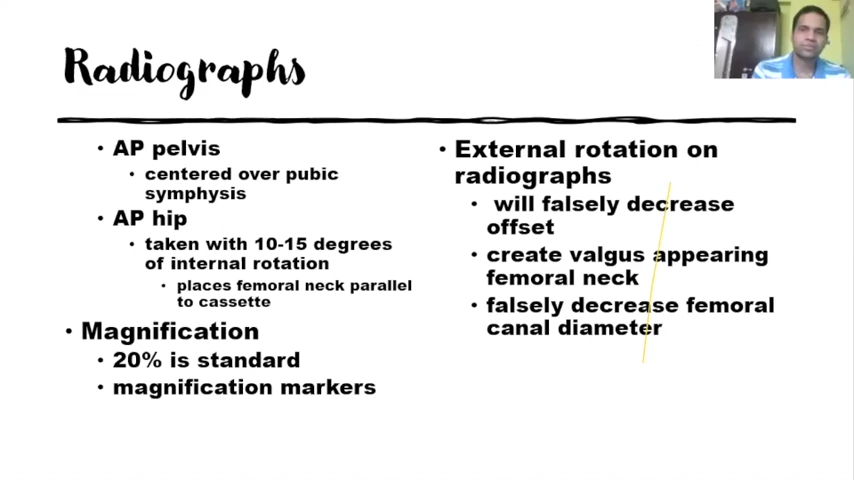 Radiographs
• AP pelvis
• centered over pubic
symphysis
• AP hip
• taken with 10-15 degrees
of internal rotation
• places femoral neck parallel
to cassette
• Magnification
• 20% is standard
• magnification markers
• External rotation on
radiographs
• will falsely decrease
offset
• create valgus appearing
femoral neck
• falsely decrease femoral
canal diameter